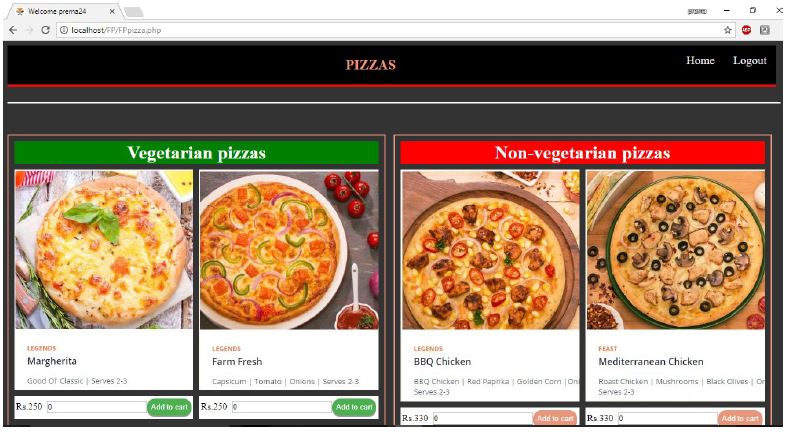 Welcome prema24
prema
localhost/FP/FPpizza.php
ABP
PIZZAS
Home
Logout
Vegetarian pizzas
Non-vegetarian pizzas
LEGENDS
Margherita
Good Ol' Classic | Serves 2-3
Rs.250 0 Add to cart
LEGENDS
Farm Fresh
Capsicum | Tomato | Onions | Serves 2-3
Rs.250 0 Add to cart
LEGENDS
BBQ Chicken
BBQ Chicken | Red Paprika | Golden Corn |Oni
Serves 2-3
Rs.330 0 Add to cart
FEAST
Mediterranean Chicken
Roast Chicken | Mushrooms | Black Olives | On
Serves 2-3
Rs.330 0 Add to cart